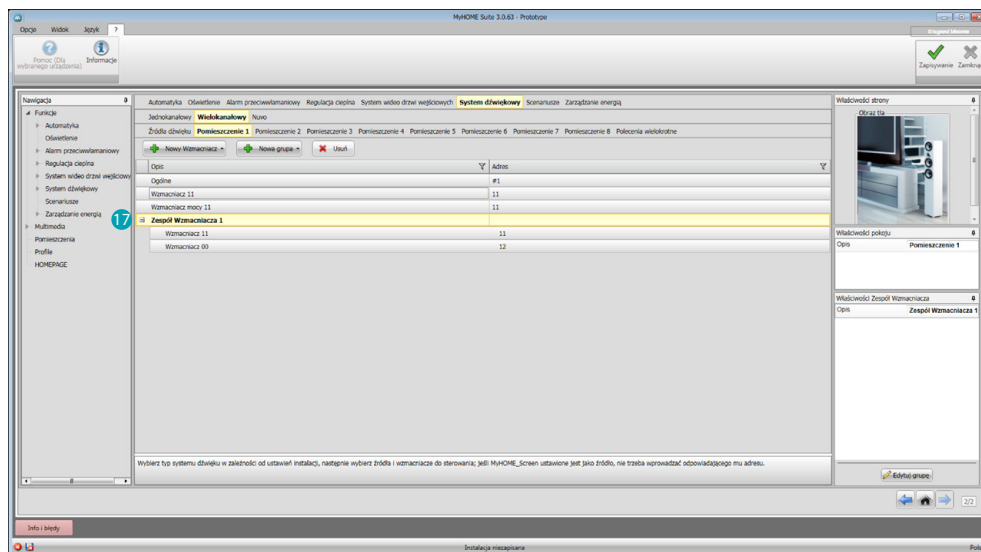 MyHOME Suite 3.0.63 - Prototype
Opcje Widok Język ?
Pomoc (Dla wybranego urządzenia)
Informacje
Zapisywanie
Nawigacja
Funkcje
Automatyka
Oświetlenie
Alarm przeciwwłamaniowy
Regulacja cieplna
System wideo drzwi wejściowy
System dźwiękowy
Scenariusze
Zarządzanie energią
Multimedia
Pomieszczenia
Profile
HOMEPAGE
17
Automatyka Oświetlenie Alarm przeciwwłamaniowy Regulacja cieplna System wideo drzwi wejściowych System dźwiękowy Scenariusze Zarządzanie energią
Jednokanałowy Wielokanałowy Nuvo
Źródła dźwięku Pomieszczenie 1 Pomieszczenie 2 Pomieszczenie 3 Pomieszczenie 4 Pomieszczenie 5 Pomieszczenie 6 Pomieszczenie 7 Pomieszczenie 8 Polecenia wielokrotne
Nowy Wzmacniacz Nowa grupa Usuń
Opis Adres
Ogólne #1
Wzmacniacz 11 11
Wzmacniacz mocy 11 11
Zespół Wzmacniacza 1
Wzmacniacz 11 11
Wzmacniacz 00 12
Wybierz typ systemu dźwięku w zależności od ustawień instalacji, następnie wybierz źródła i wzmacniacze do sterowania; jeśli MyHOME_Screen ustawione jest jako źródło, nie trzeba wprowadzać odpowiadającego mu adresu.
Właściwości strony
Obraz tła
Właściwości pokoju
Opis Pomieszczenie 1
Właściwości Zespół Wzmacniacza
Opis Zespół Wzmacniacza 1
Edytuj grupę
2/2
Info i błędy
Instalacja niezapisana